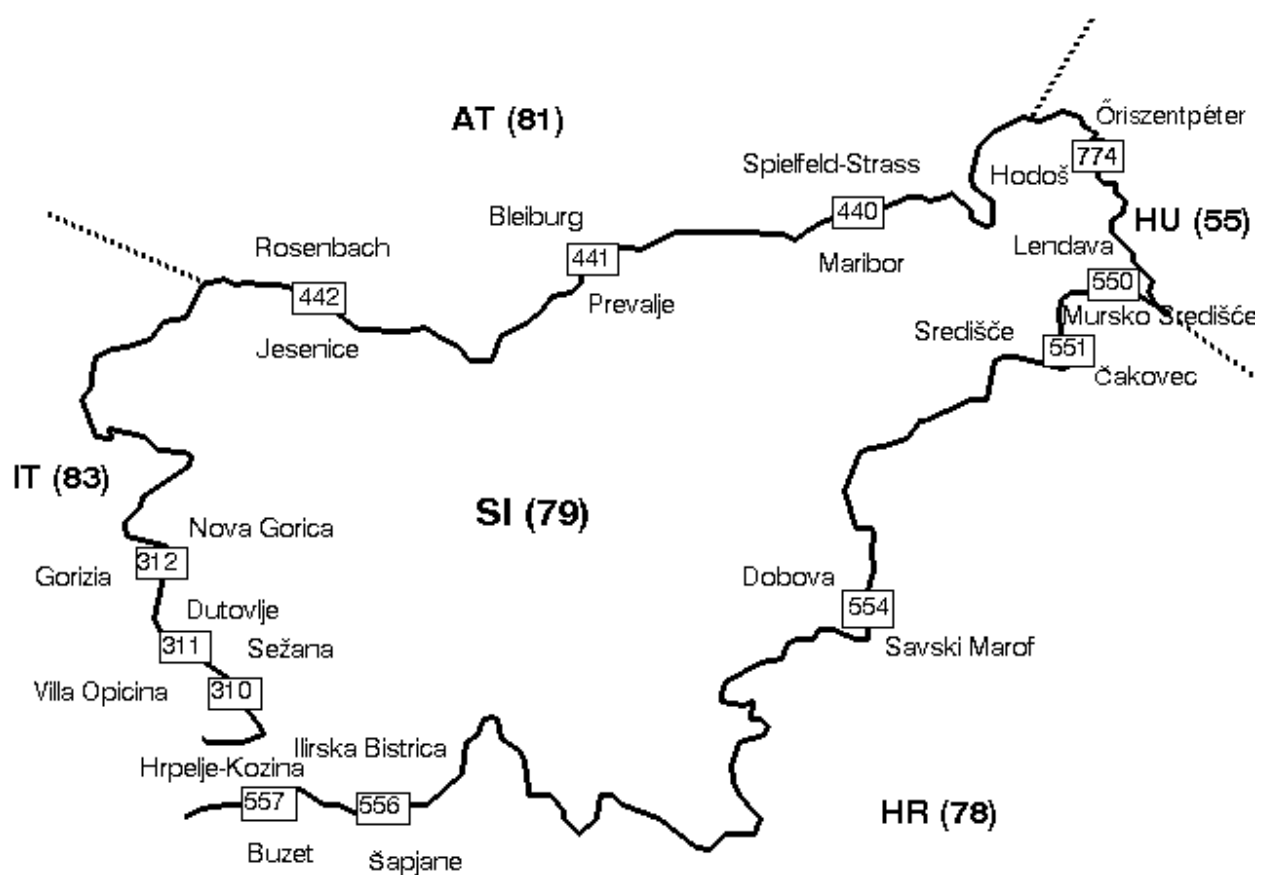 AT (81)
Őriszentpéter
774
Hodoš
Spielfeld-Strass
440
Maribor
HU (55)
Bleiburg
441
Prevalje
Rosenbach
442
Jesenice
Lendava
550
Mursko Središće
Središče
551
Čakovec
IT (83)
SI (79)
Nova Gorica
312
Gorizia
Dutovlje
311
Sežana
Villa Opicina
310
Dobova
554
Savski Marof
Ilirska Bistrica
Hrpelje-Kozina
557
556
Buzet
Šapjane
HR (78)